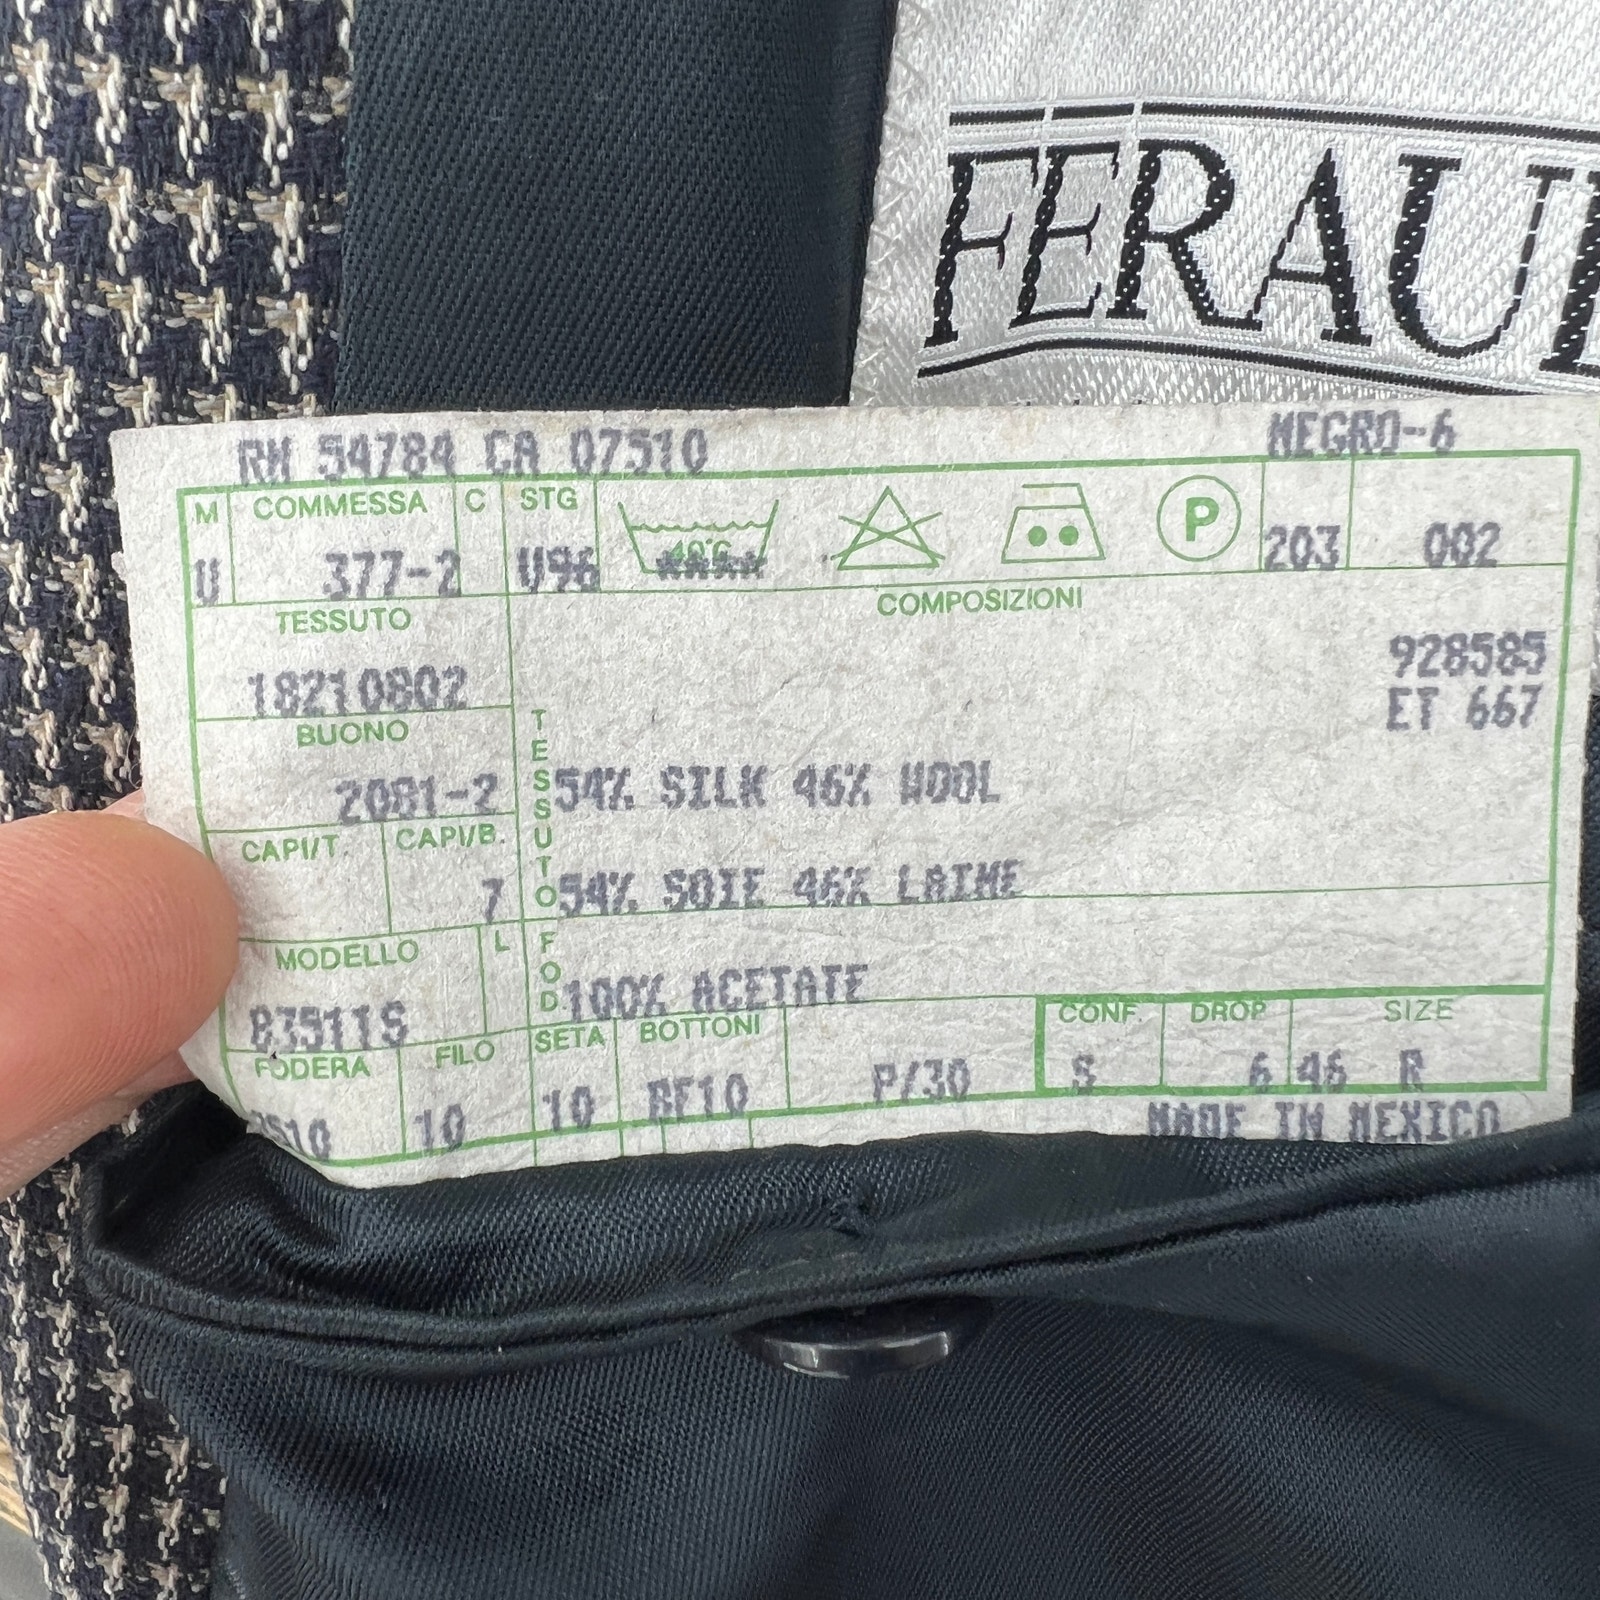 FERAU
RN 54784 CA 07510 NEGRO-6
M COMMESSA C STG
40°C P
U 377-2 U96 **** 203 002
TESSUTO COMPOSIZIONI
18210802 928585
BUONO ET 667
2081-2 TESSUTO 54% SILK 46% WOOL
CAPI/T. CAPI/B.
7 54% SOIE 46% LAINE
MODELLO L FOD 100% ACETATE
83511S
FODERA FILO SETA BOTTONI CONF. DROP SIZE
10 10 BF10 P/30 S 6 46 R
MADE IN MEXICO